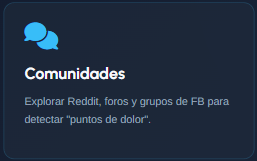 Comunidades
Explorar Reddit, foros y grupos de FB para
detectar "puntos de dolor".